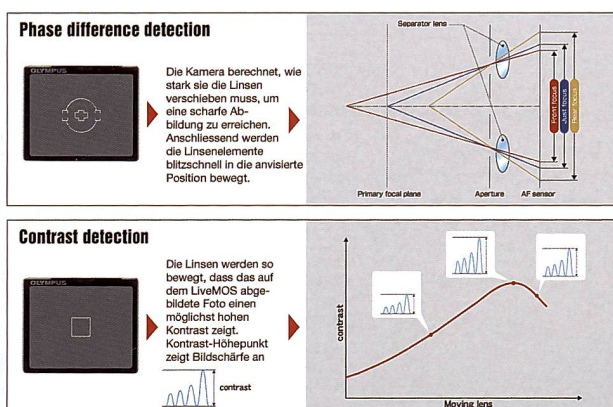 Phase difference detection
OLYMPUS
Die Kamera berechnet, wie
stark sie die Linsen
verschieben muss, um
eine scharfe Ab-
bildung zu erreichen.
Anschliessend werden
die Linsenelemente
blitzschnell in die anvisierte
Position bewegt.
Separator lens
Front focus
Just focus
Rear focus
Primary focal plane
Aperture
AF sensor
Contrast detection
OLYMPUS
Die Linsen werden so
bewegt, dass das auf
dem LiveMOS abge-
bildete Foto einen
möglichst hohen
Kontrast zeigt.
Kontrast-Höhepunkt
zeigt Bildschärfe an
contrast
contrast
Moving lens